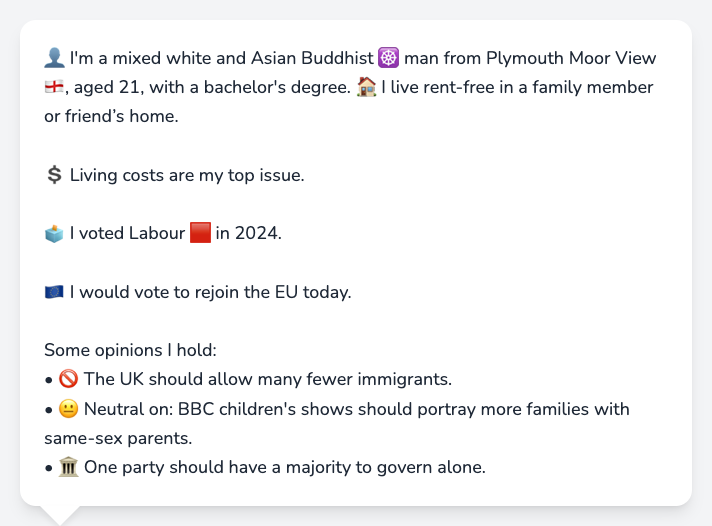 👤 I'm a mixed white and Asian Buddhist ☸️ man from Plymouth Moor View
🏴󠁧󠁢󠁥󠁮󠁧󠁿, aged 21, with a bachelor's degree. 🏠 I live rent-free in a family member
or friend’s home.
💲 Living costs are my top issue.
🗳️ I voted Labour 🟥 in 2024.
🇪🇺 I would vote to rejoin the EU today.
Some opinions I hold:
• 🚫 The UK should allow many fewer immigrants.
• 😐 Neutral on: BBC children's shows should portray more families with
same-sex parents.
• 🏛️ One party should have a majority to govern alone.